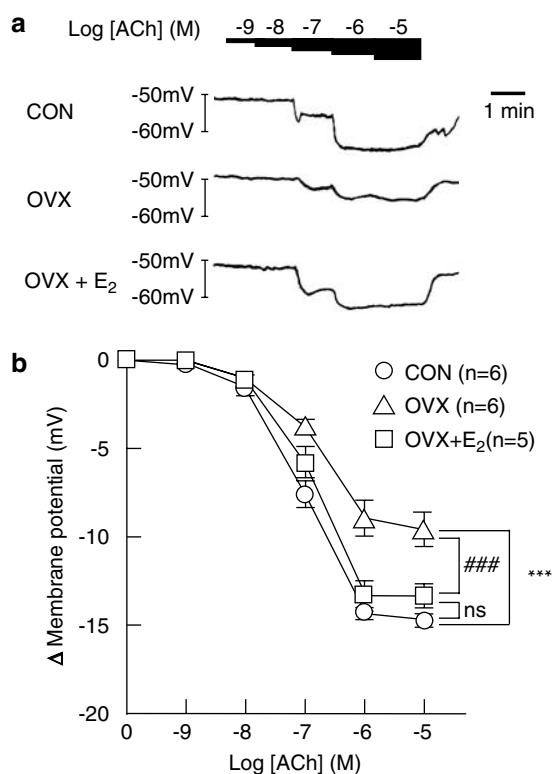 a
Log [ACh] (M)
-9 -8 -7 -6 -5
CON
-50mV
-60mV
1 min
OVX
-50mV
-60mV
OVX + E₂
-50mV
-60mV
b
Δ Membrane potential (mV)
0
-5
-10
-15
-20
CON (n=6)
OVX (n=6)
OVX+E₂(n=5)
###
***
ns
0 -9 -8 -7 -6 -5
Log [ACh] (M)